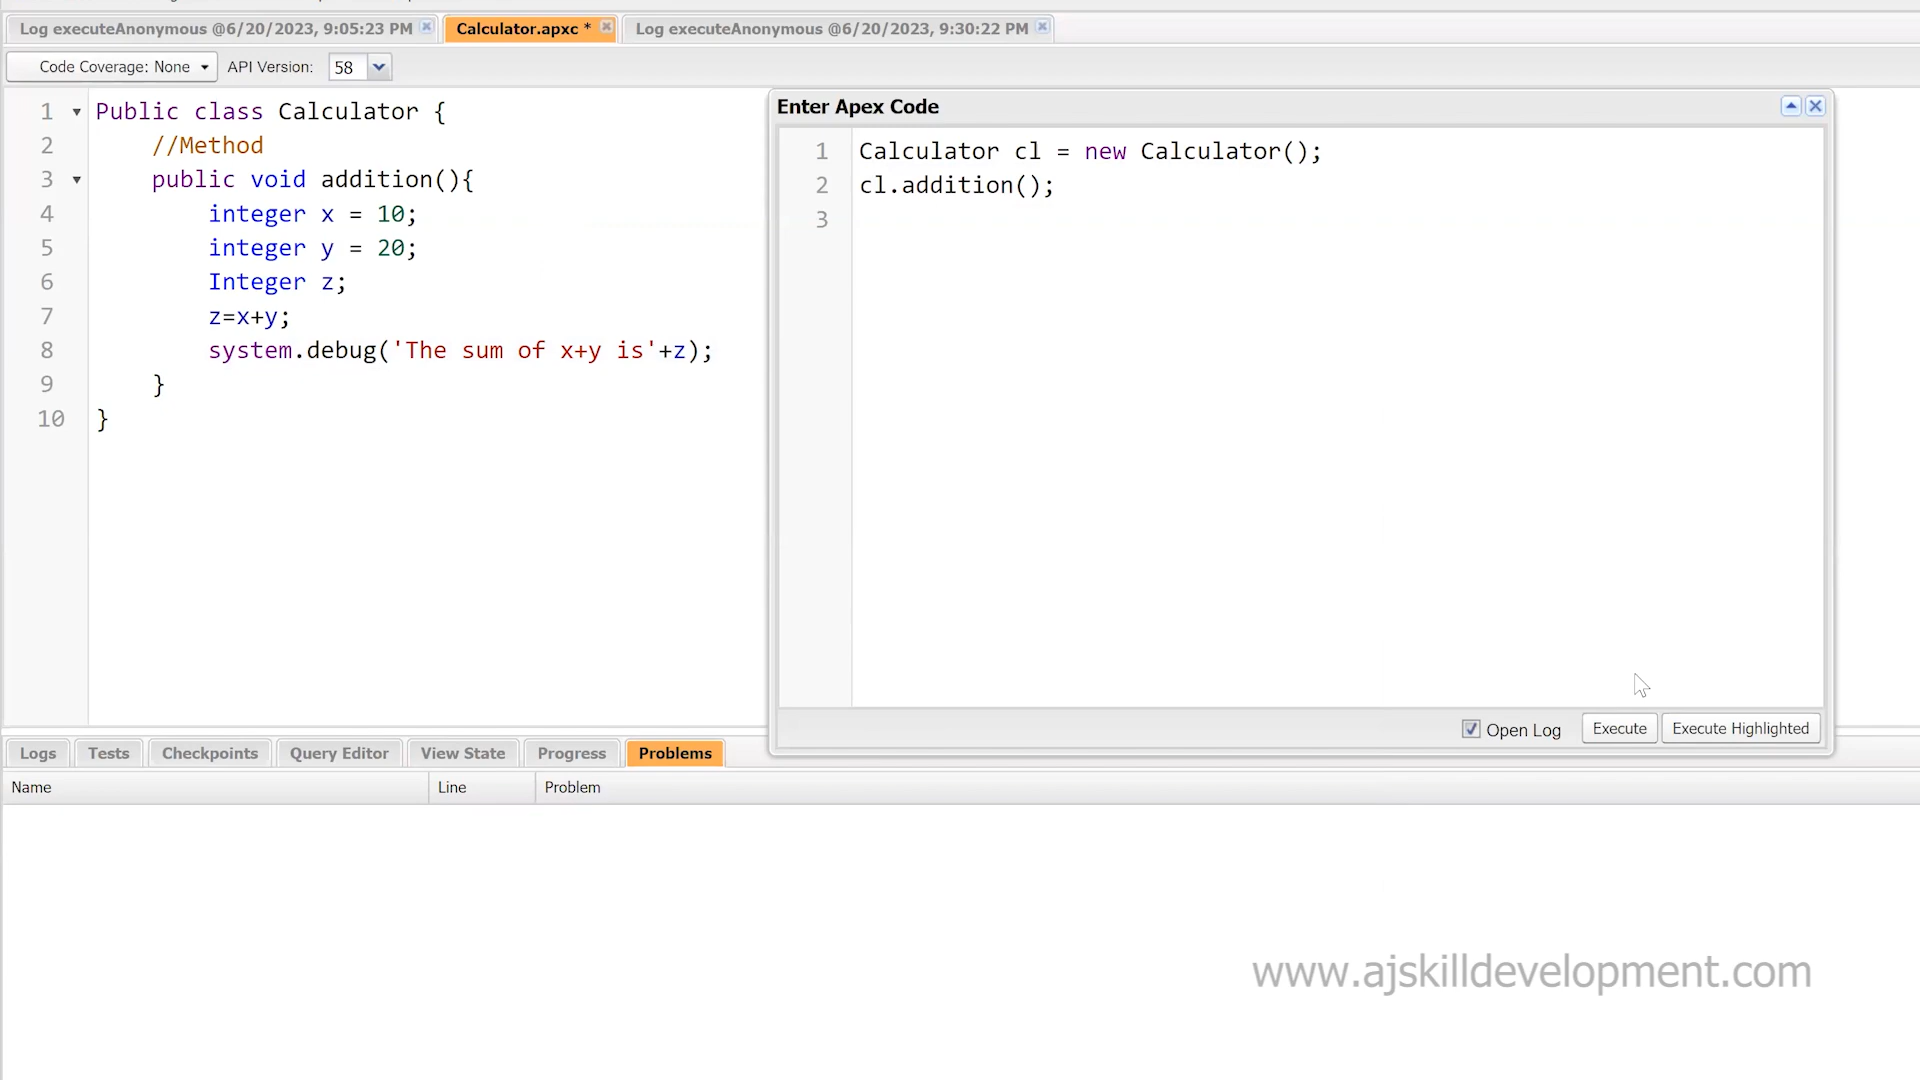 Log executeAnonymous @6/20/2023, 9:05:23 PM
Calculator.apxc *
Log executeAnonymous @6/20/2023, 9:30:22 PM
Code Coverage: None
API Version:
58
1 Public class Calculator {
2 //Method
3 public void addition(){
4 integer x = 10;
5 integer y = 20;
6 Integer z;
7 z=x+y;
8 system.debug('The sum of x+y is'+z);
9 }
10 }
Enter Apex Code
1 Calculator cl = new Calculator();
2 cl.addition();
3
Open Log
Execute
Execute Highlighted
Logs
Tests
Checkpoints
Query Editor
View State
Progress
Problems
Name
Line
Problem
www.ajskilldevelopment.com